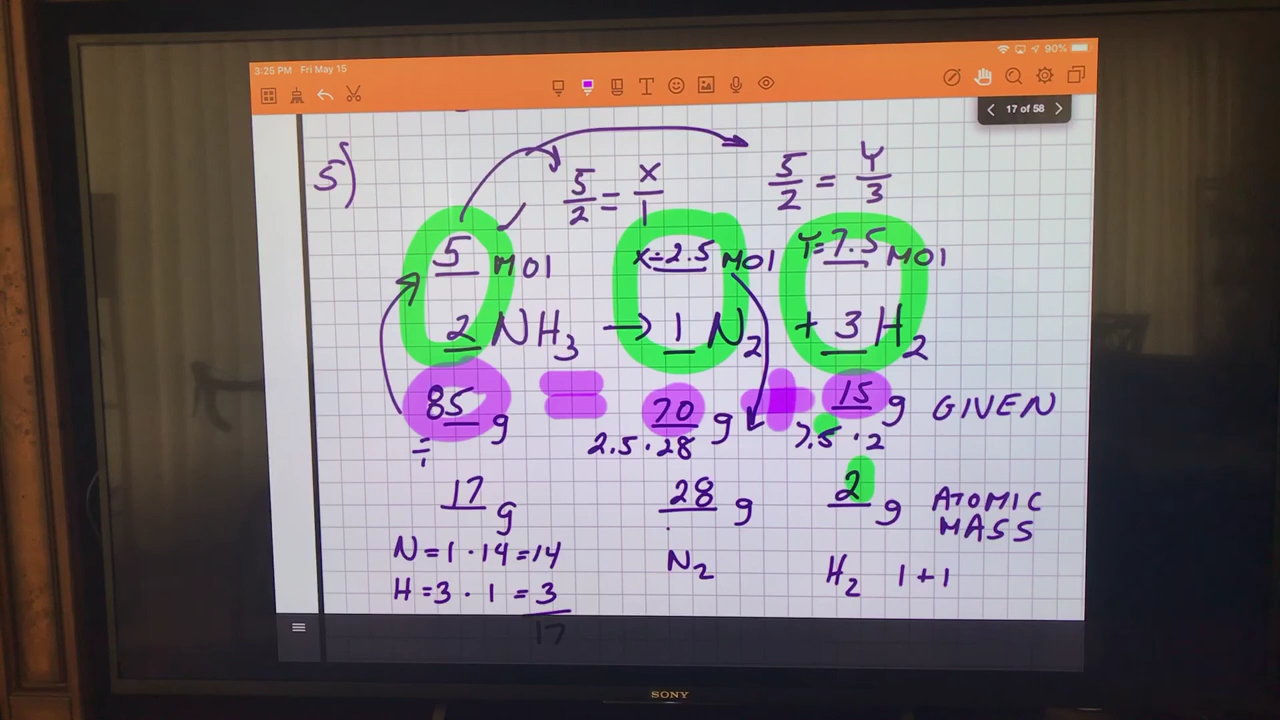 3:25 PM Fri May 15 90%
T
17 of 58
5)
5/2 = X/1 5/2 = Y/3
5 MOl X=2.5 MOl Y=7.5 MOl
2 NH₃ → 1 N₂ + 3 H₂
85 g = 70 g + 15 g GIVEN
÷ 2.5 · 28 7.5 · 2
17 g 28 g 2 g ATOMIC
MASS
N = 1 · 14 = 14 N₂ H₂ 1 + 1
H = 3 · 1 = 3
17
SONY